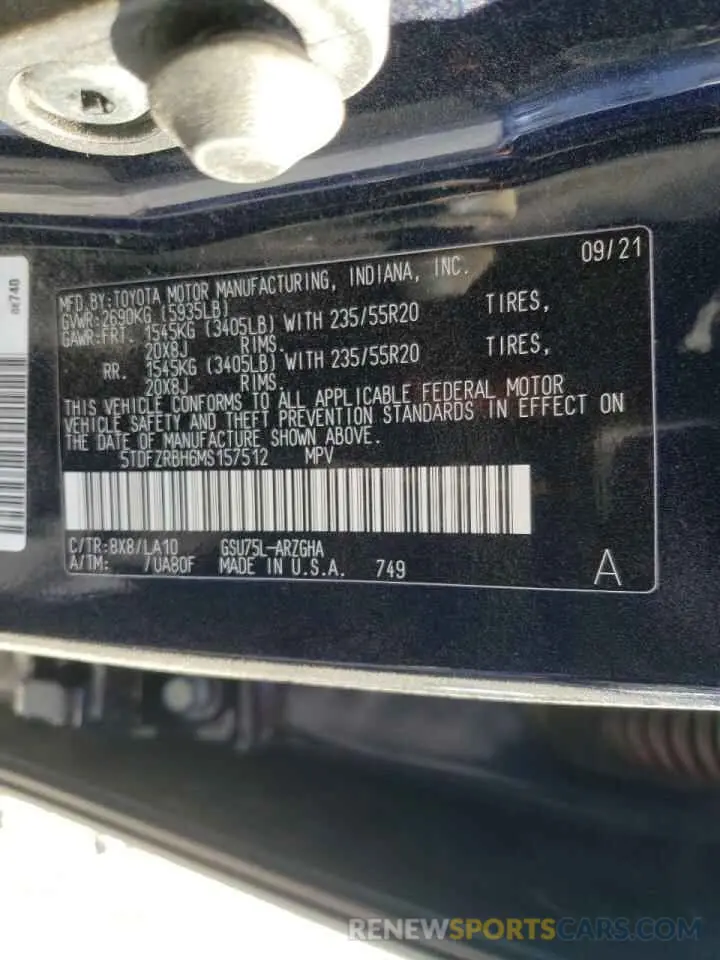 09/21
MFD.BY:TOYOTA MOTOR MANUFACTURING, INDIANA, INC.
GVWR:2690KG (5935LB)
GAWR:FRT. 1545KG (3405LB) WITH 235/55R20 TIRES,
20X8J RIMS.
RR. 1545KG (3405LB) WITH 235/55R20 TIRES,
20X8J RIMS.
THIS VEHICLE CONFORMS TO ALL APPLICABLE FEDERAL MOTOR
VEHICLE SAFETY AND THEFT PREVENTION STANDARDS IN EFFECT ON
THE DATE OF MANUFACTURE SHOWN ABOVE.
5TDFZRBH6MS157512 MPV
C/TR:8X8/LA10 GSU75L-ARZGHA
A/TM: /UA80F MADE IN U.S.A. 749
A
RENEWSPORTSCARS.COM